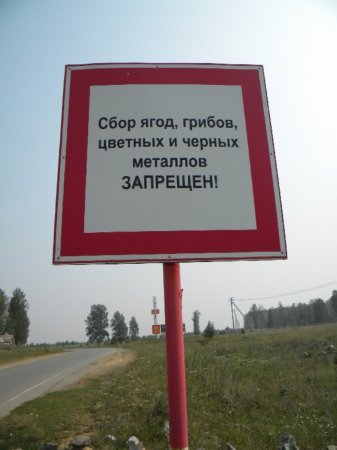 Сбор ягод, грибов,
цветных и черных
металлов
ЗАПРЕЩЕН!